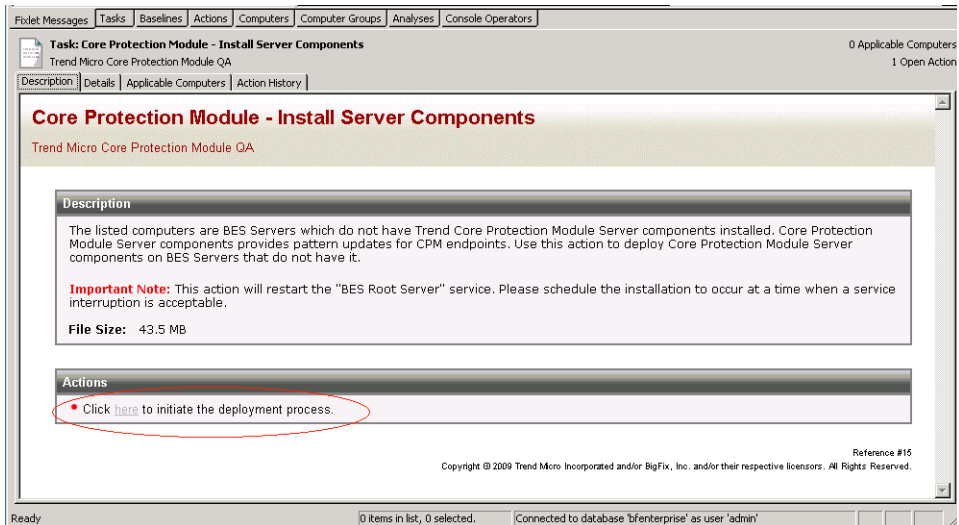 Fixlet Messages Tasks Baselines Actions Computers Computer Groups Analyses Console Operators
Task: Core Protection Module - Install Server Components
0 Applicable Computers
Trend Micro Core Protection Module QA
1 Open Action
Description Details Applicable Computers Action History
Core Protection Module - Install Server Components
Trend Micro Core Protection Module QA
Description
The listed computers are BES Servers which do not have Trend Core Protection Module Server components installed. Core Protection
Module Server components provides pattern updates for CPM endpoints. Use this action to deploy Core Protection Module Server
components on BES Servers that do not have it.
Important Note: This action will restart the "BES Root Server" service. Please schedule the installation to occur at a time when a service
interruption is acceptable.
File Size: 43.5 MB
Actions
• Click here to initiate the deployment process.
Reference #15
Copyright © 2009 Trend Micro Incorporated and/or BigFix, Inc. and/or their respective licensors. All Rights Reserved.
Ready
0 items in list, 0 selected.
Connected to database 'bfenterprise' as user 'admin'